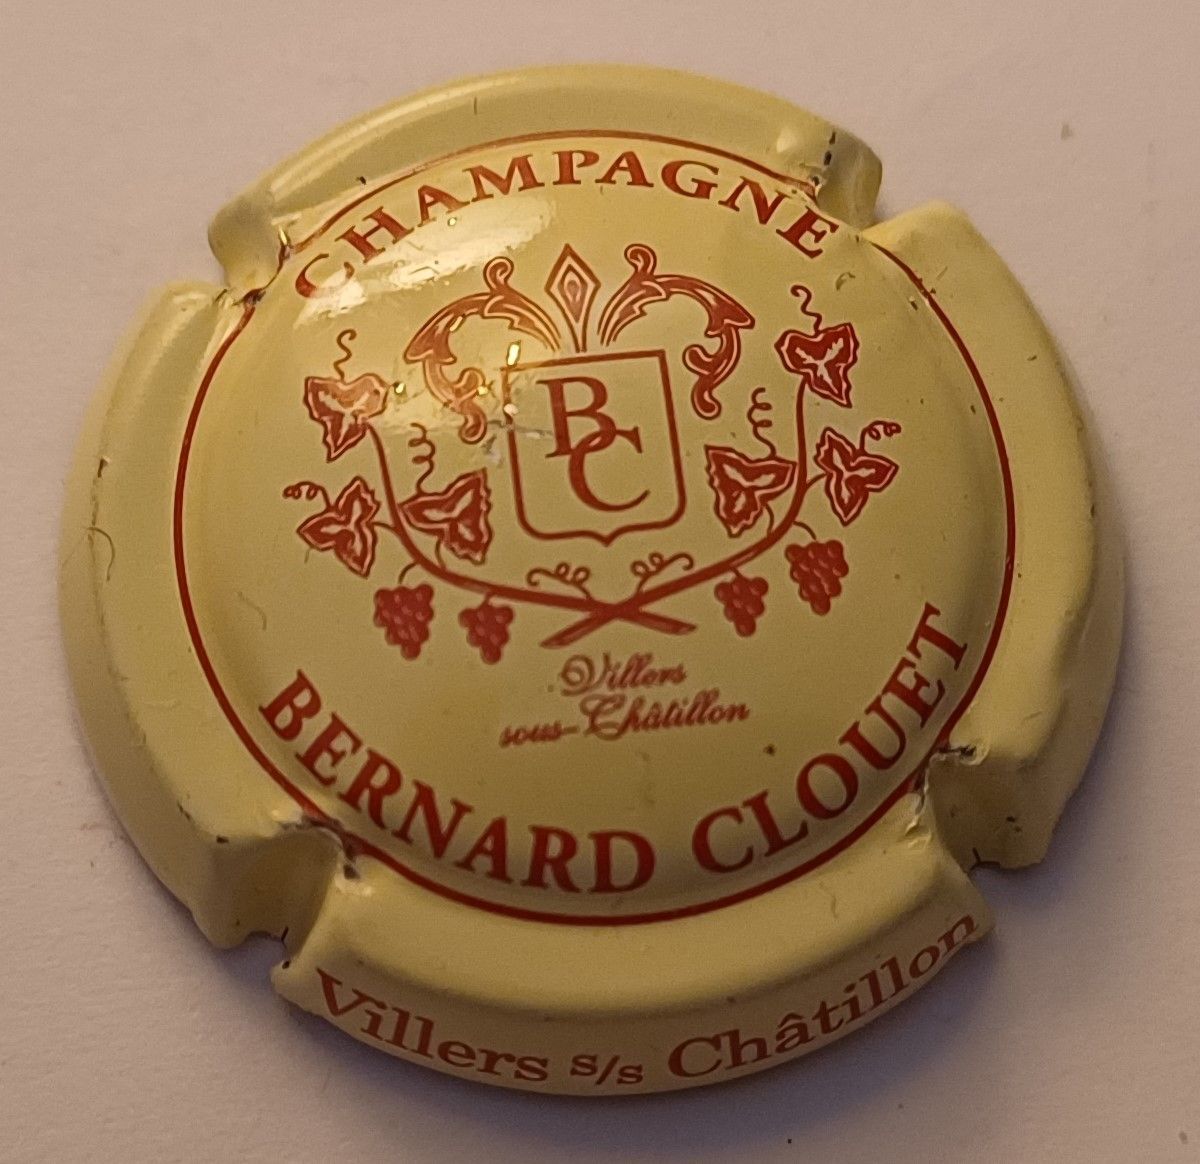 CHAMPAGNE
BC
Villers
sous-Châtillon
BERNARD CLOUET
Villers s/s Châtillon